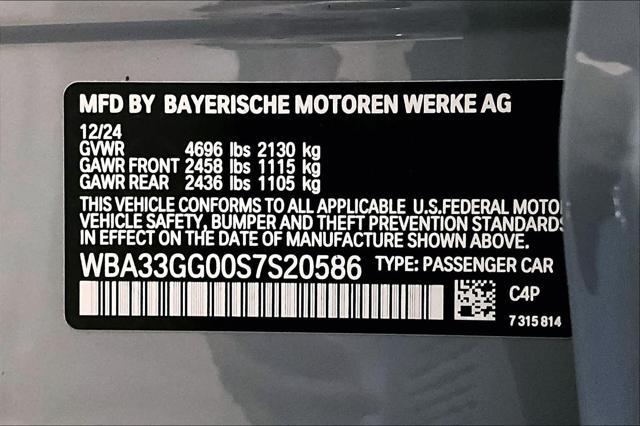 MFD BY BAYERISCHE MOTOREN WERKE AG
12/24
GVWR 4696 lbs 2130 kg
GAWR FRONT 2458 lbs 1115 kg
GAWR REAR 2436 lbs 1105 kg
THIS VEHICLE CONFORMS TO ALL APPLICABLE U.S.FEDERAL MOTO
VEHICLE SAFETY, BUMPER AND THEFT PREVENTION STANDARDS
IN EFFECT ON THE DATE OF MANUFACTURE SHOWN ABOVE.
WBA33GG00S7S20586 TYPE: PASSENGER CAR
C4P
7 315 814